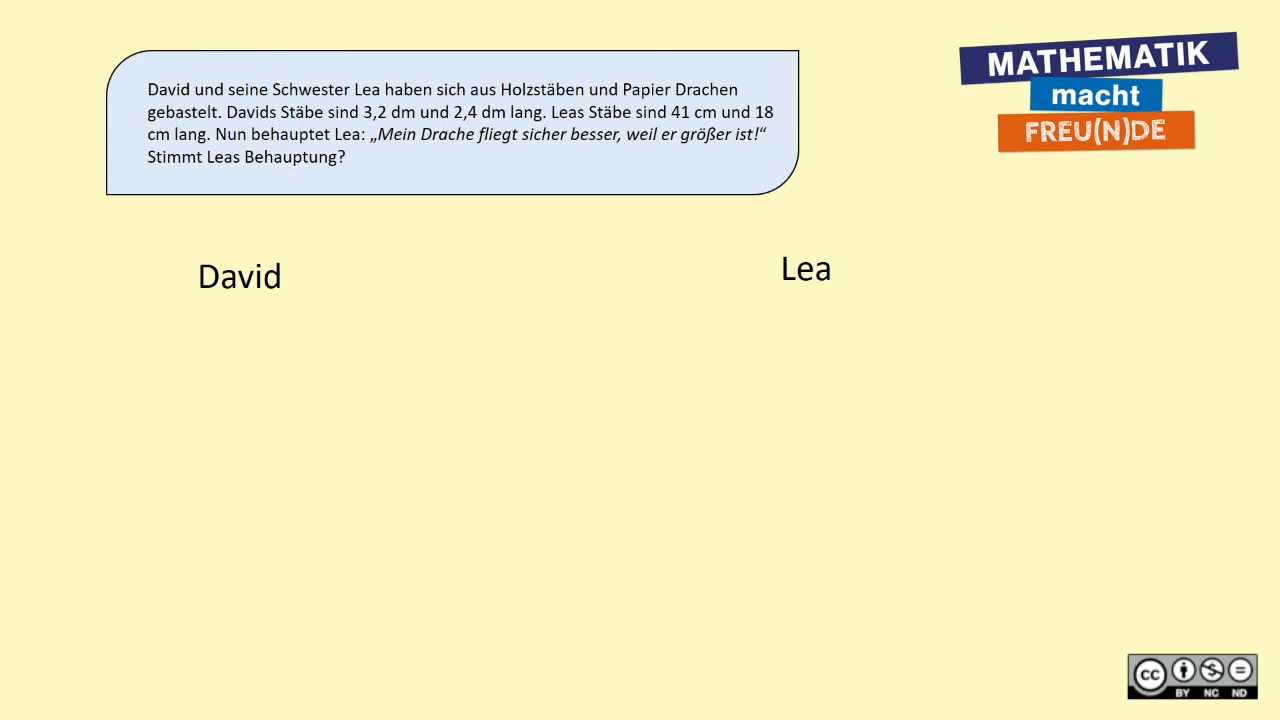 MATHEMATIK
macht
FREU(N)DE
David und seine Schwester Lea haben sich aus Holzstäben und Papier Drachen
gebastelt. Davids Stäbe sind 3,2 dm und 2,4 dm lang. Leas Stäbe sind 41 cm und 18
cm lang. Nun behauptet Lea: „Mein Drache fliegt sicher besser, weil er größer ist!“
Stimmt Leas Behauptung?
David
Lea
CC
BY NC ND